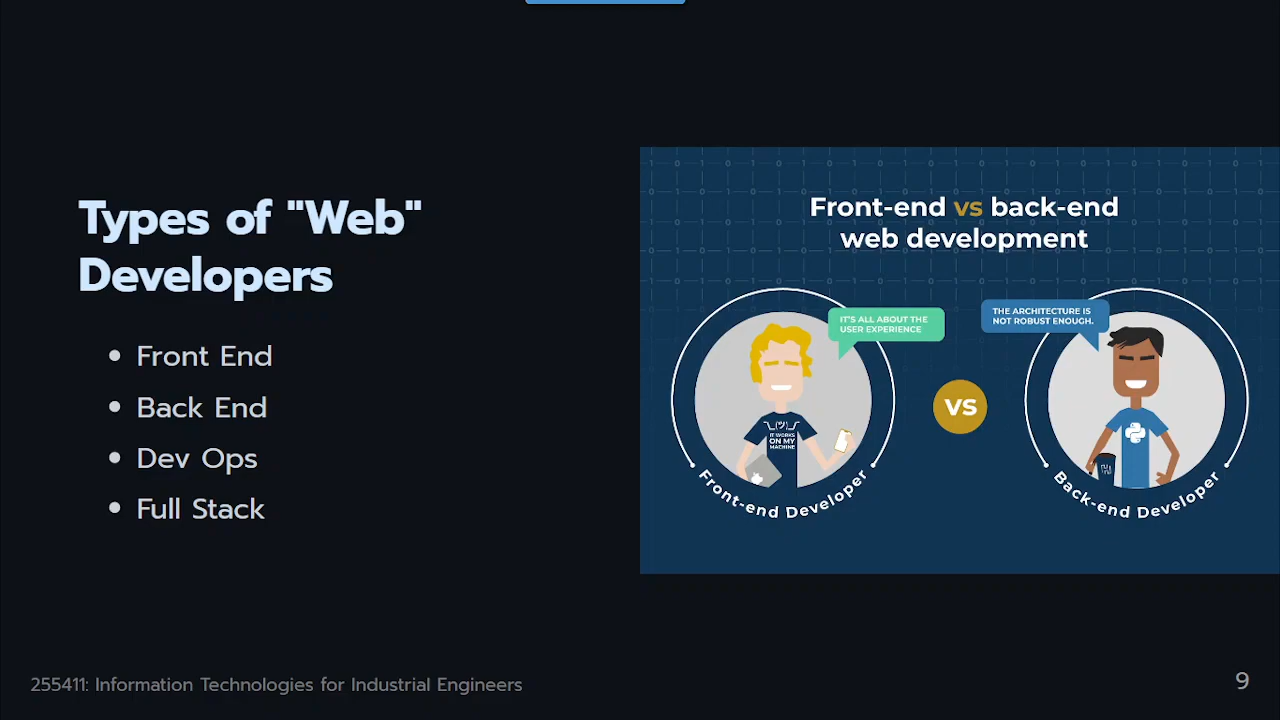 Types of "Web"
Developers
Front End
Back End
Dev Ops
Full Stack
Front-end vs back-end
web development
IT'S ALL ABOUT THE
USER EXPERIENCE
THE ARCHITECTURE IS
NOT ROBUST ENOUGH.
IT WORKS
ON MY
MACHINE
VS
Front-end Developer
Back-end Developer
255411: Information Technologies for Industrial Engineers
9